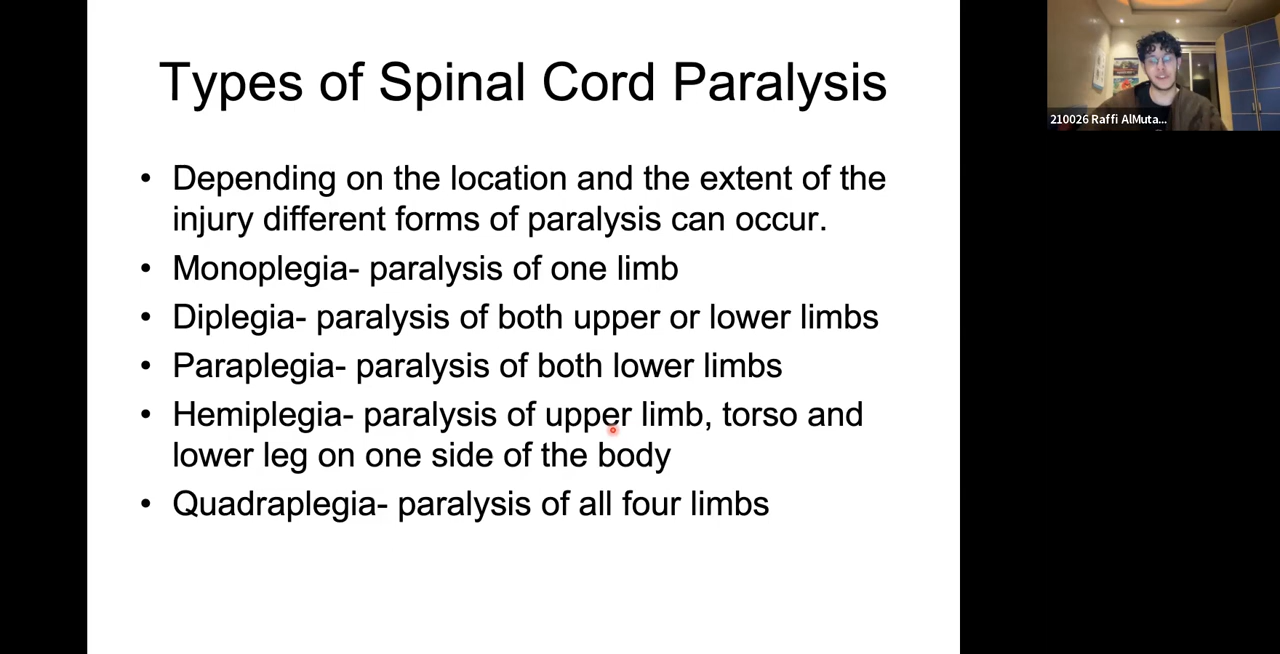 Types of Spinal Cord Paralysis
• Depending on the location and the extent of the
injury different forms of paralysis can occur.
• Monoplegia- paralysis of one limb
• Diplegia- paralysis of both upper or lower limbs
• Paraplegia- paralysis of both lower limbs
• Hemiplegia- paralysis of upper limb, torso and
lower leg on one side of the body
• Quadraplegia- paralysis of all four limbs
210026 Raffi AlMuta...